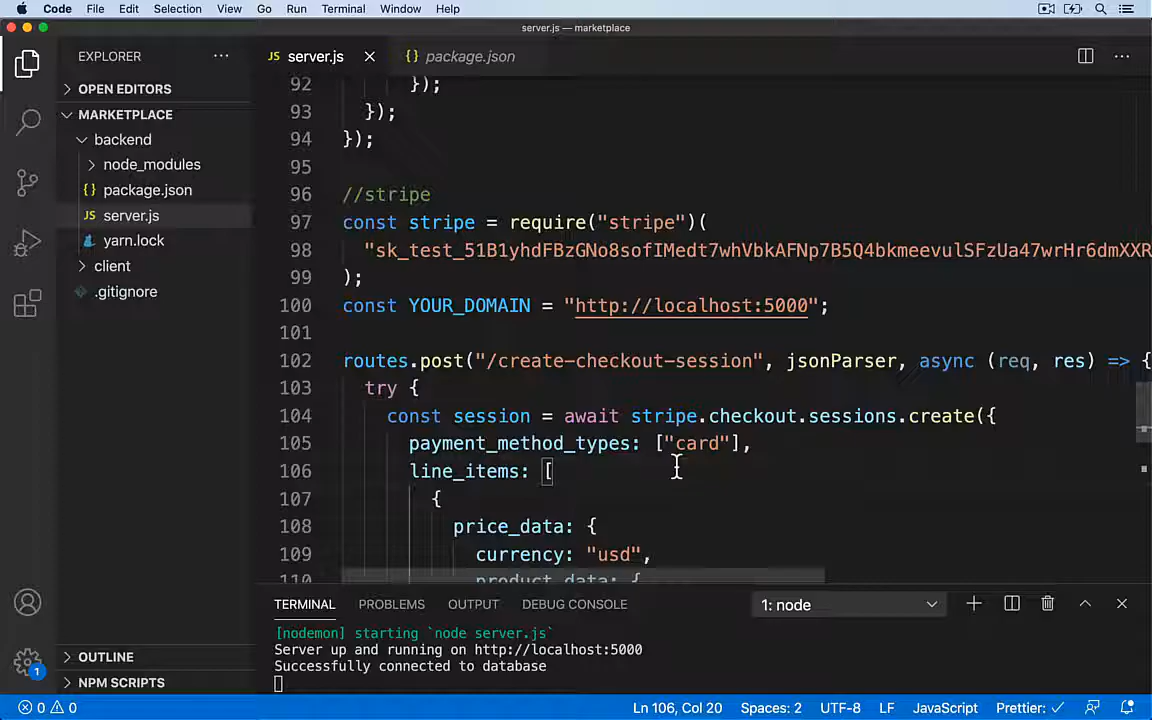 Code File Edit Selection View Go Run Terminal Window Help
server.js — marketplace
EXPLORER ...
JS server.js
{} package.json
OPEN EDITORS
MARKETPLACE
backend
node_modules
{} package.json
JS server.js
yarn.lock
client
.gitignore
OUTLINE
NPM SCRIPTS
92 });
93 });
94 });
95
96 //stripe
97 const stripe = require("stripe")(
98 "sk_test_51B1yhdFBzGNo8sofIMedt7whVbkAFNp7B5Q4bkmeevulSFzUa47wrHr6dmXXR
99 );
100 const YOUR_DOMAIN = "http://localhost:5000";
101
102 routes.post("/create-checkout-session", jsonParser, async (req, res) => {
103 try {
104 const session = await stripe.checkout.sessions.create({
105 payment_method_types: ["card"],
106 line_items: [
107 {
108 price_data: {
109 currency: "usd",
110 product_data: {
TERMINAL PROBLEMS OUTPUT DEBUG CONSOLE
1: node
[nodemon] starting `node server.js`
Server up and running on http://localhost:5000
Successfully connected to database
1
0 0
Ln 106, Col 20 Spaces: 2 UTF-8 LF JavaScript Prettier: ✓